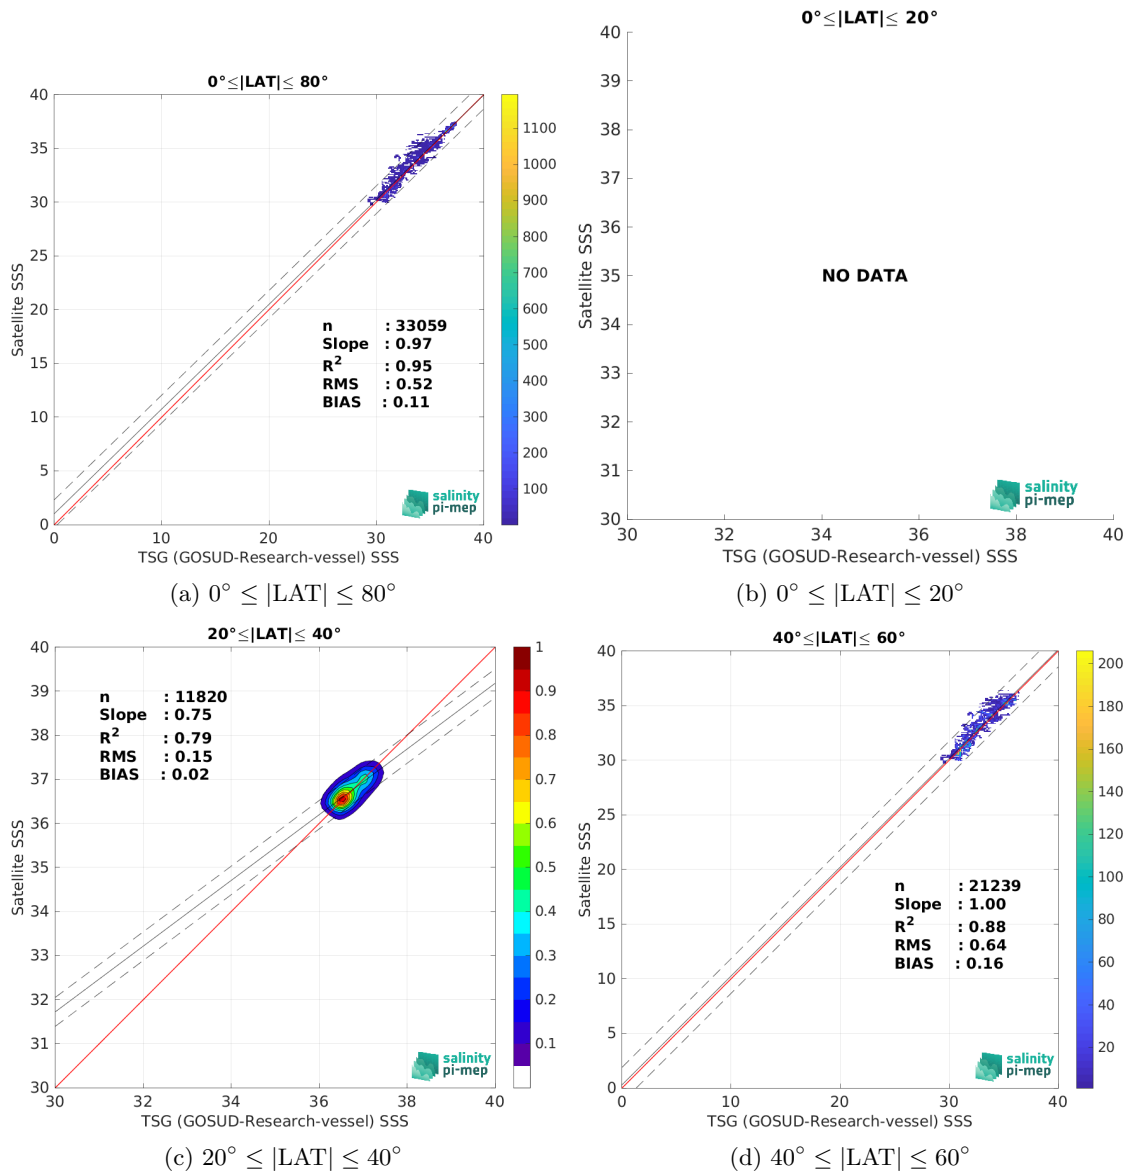 0°≤|LAT|≤ 80°
40
35
30
25
20
15
10
5
0
0
10
20
30
40
Satellite SSS
TSG (GOSUD-Research-vessel) SSS
n : 33059
Slope : 0.97
R2 : 0.95
RMS : 0.52
BIAS : 0.11
salinity
pi-mep
1100
1000
900
800
700
600
500
400
300
200
100
(a) 0° ≤ |LAT| ≤ 80°
0°≤|LAT|≤ 20°
40
39
38
37
36
35
34
33
32
31
30
30
32
34
36
38
40
Satellite SSS
TSG (GOSUD-Research-vessel) SSS
NO DATA
salinity
pi-mep
(b) 0° ≤ |LAT| ≤ 20°
20°≤|LAT|≤ 40°
40
39
38
37
36
35
34
33
32
31
30
30
32
34
36
38
40
Satellite SSS
TSG (GOSUD-Research-vessel) SSS
n : 11820
Slope : 0.75
R2 : 0.79
RMS : 0.15
BIAS : 0.02
salinity
pi-mep
1
0.9
0.8
0.7
0.6
0.5
0.4
0.3
0.2
0.1
(c) 20° ≤ |LAT| ≤ 40°
40°≤|LAT|≤ 60°
40
35
30
25
20
15
10
5
0
0
10
20
30
40
Satellite SSS
TSG (GOSUD-Research-vessel) SSS
n : 21239
Slope : 1.00
R2 : 0.88
RMS : 0.64
BIAS : 0.16
salinity
pi-mep
200
180
160
140
120
100
80
60
40
20
(d) 40° ≤ |LAT| ≤ 60°